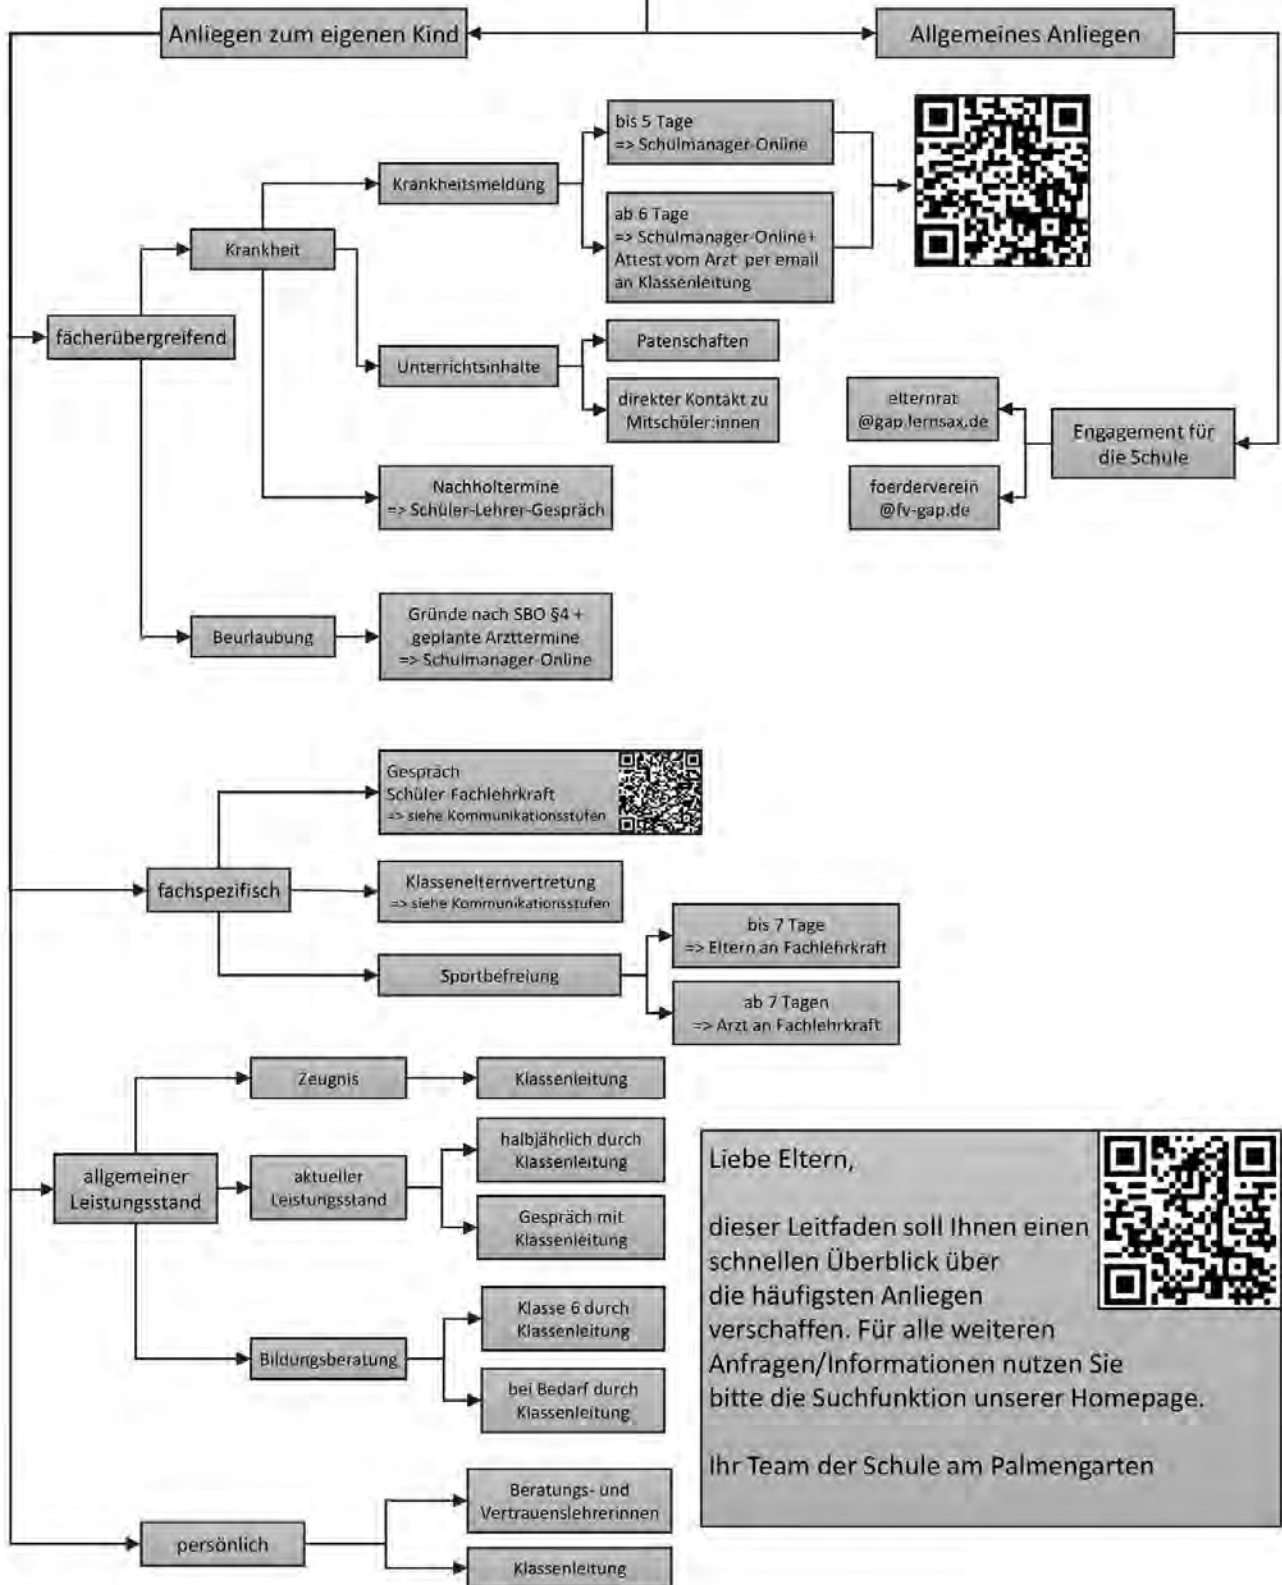 Anliegen zum eigenen Kind
Allgemeines Anliegen
bis 5 Tage
=> Schulmanager-Online
Krankheitsmeldung
ab 6 Tage
=> Schulmanager-Online+
Attest vom Arzt per email
an Klassenleitung
Krankheit
fächerübergreifend
Patenschaften
Unterrichtsinhalte
direkter Kontakt zu
Mitschüler:innen
elternrat
@gap.lernsax.de
Engagement für
die Schule
foerderverein
@fv-gap.de
Nachholtermine
=> Schüler-Lehrer-Gespräch
Beurlaubung
Gründe nach SBO §4 +
geplante Arzttermine
=> Schulmanager-Online
Gespräch
Schüler-Fachlehrkraft
=> siehe Kommunikationsstufen
fachspezifisch
Klassenelternvertretung
=> siehe Kommunikationsstufen
bis 7 Tage
=> Eltern an Fachlehrkraft
Sportbefreiung
ab 7 Tagen
=> Arzt an Fachlehrkraft
Zeugnis
Klassenleitung
halbjährlich durch
Klassenleitung
allgemeiner
Leistungsstand
aktueller
Leistungsstand
Gespräch mit
Klassenleitung
Klasse 6 durch
Klassenleitung
Bildungsberatung
bei Bedarf durch
Klassenleitung
Liebe Eltern,
dieser Leitfaden soll Ihnen einen
schnellen Überblick über
die häufigsten Anliegen
verschaffen. Für alle weiteren
Anfragen/Informationen nutzen Sie
bitte die Suchfunktion unserer Homepage.
Ihr Team der Schule am Palmengarten
Beratungs- und
Vertrauenslehrerinnen
persönlich
Klassenleitung